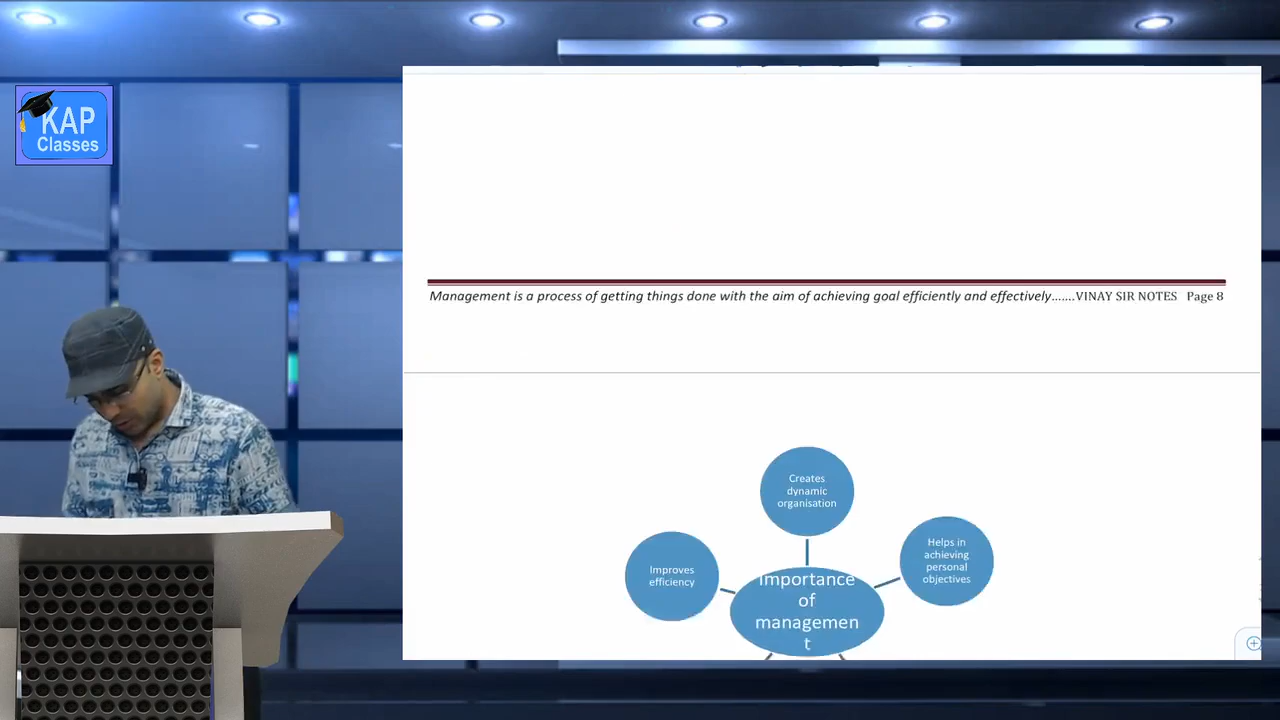 KAP
Classes
Management is a process of getting things done with the aim of achieving goal efficiently and effectively.......VINAY SIR NOTES Page 8
Creates
dynamic
organisation
Improves
efficiency
Helps in
achieving
personal
objectives
Importance
of
managemen
t